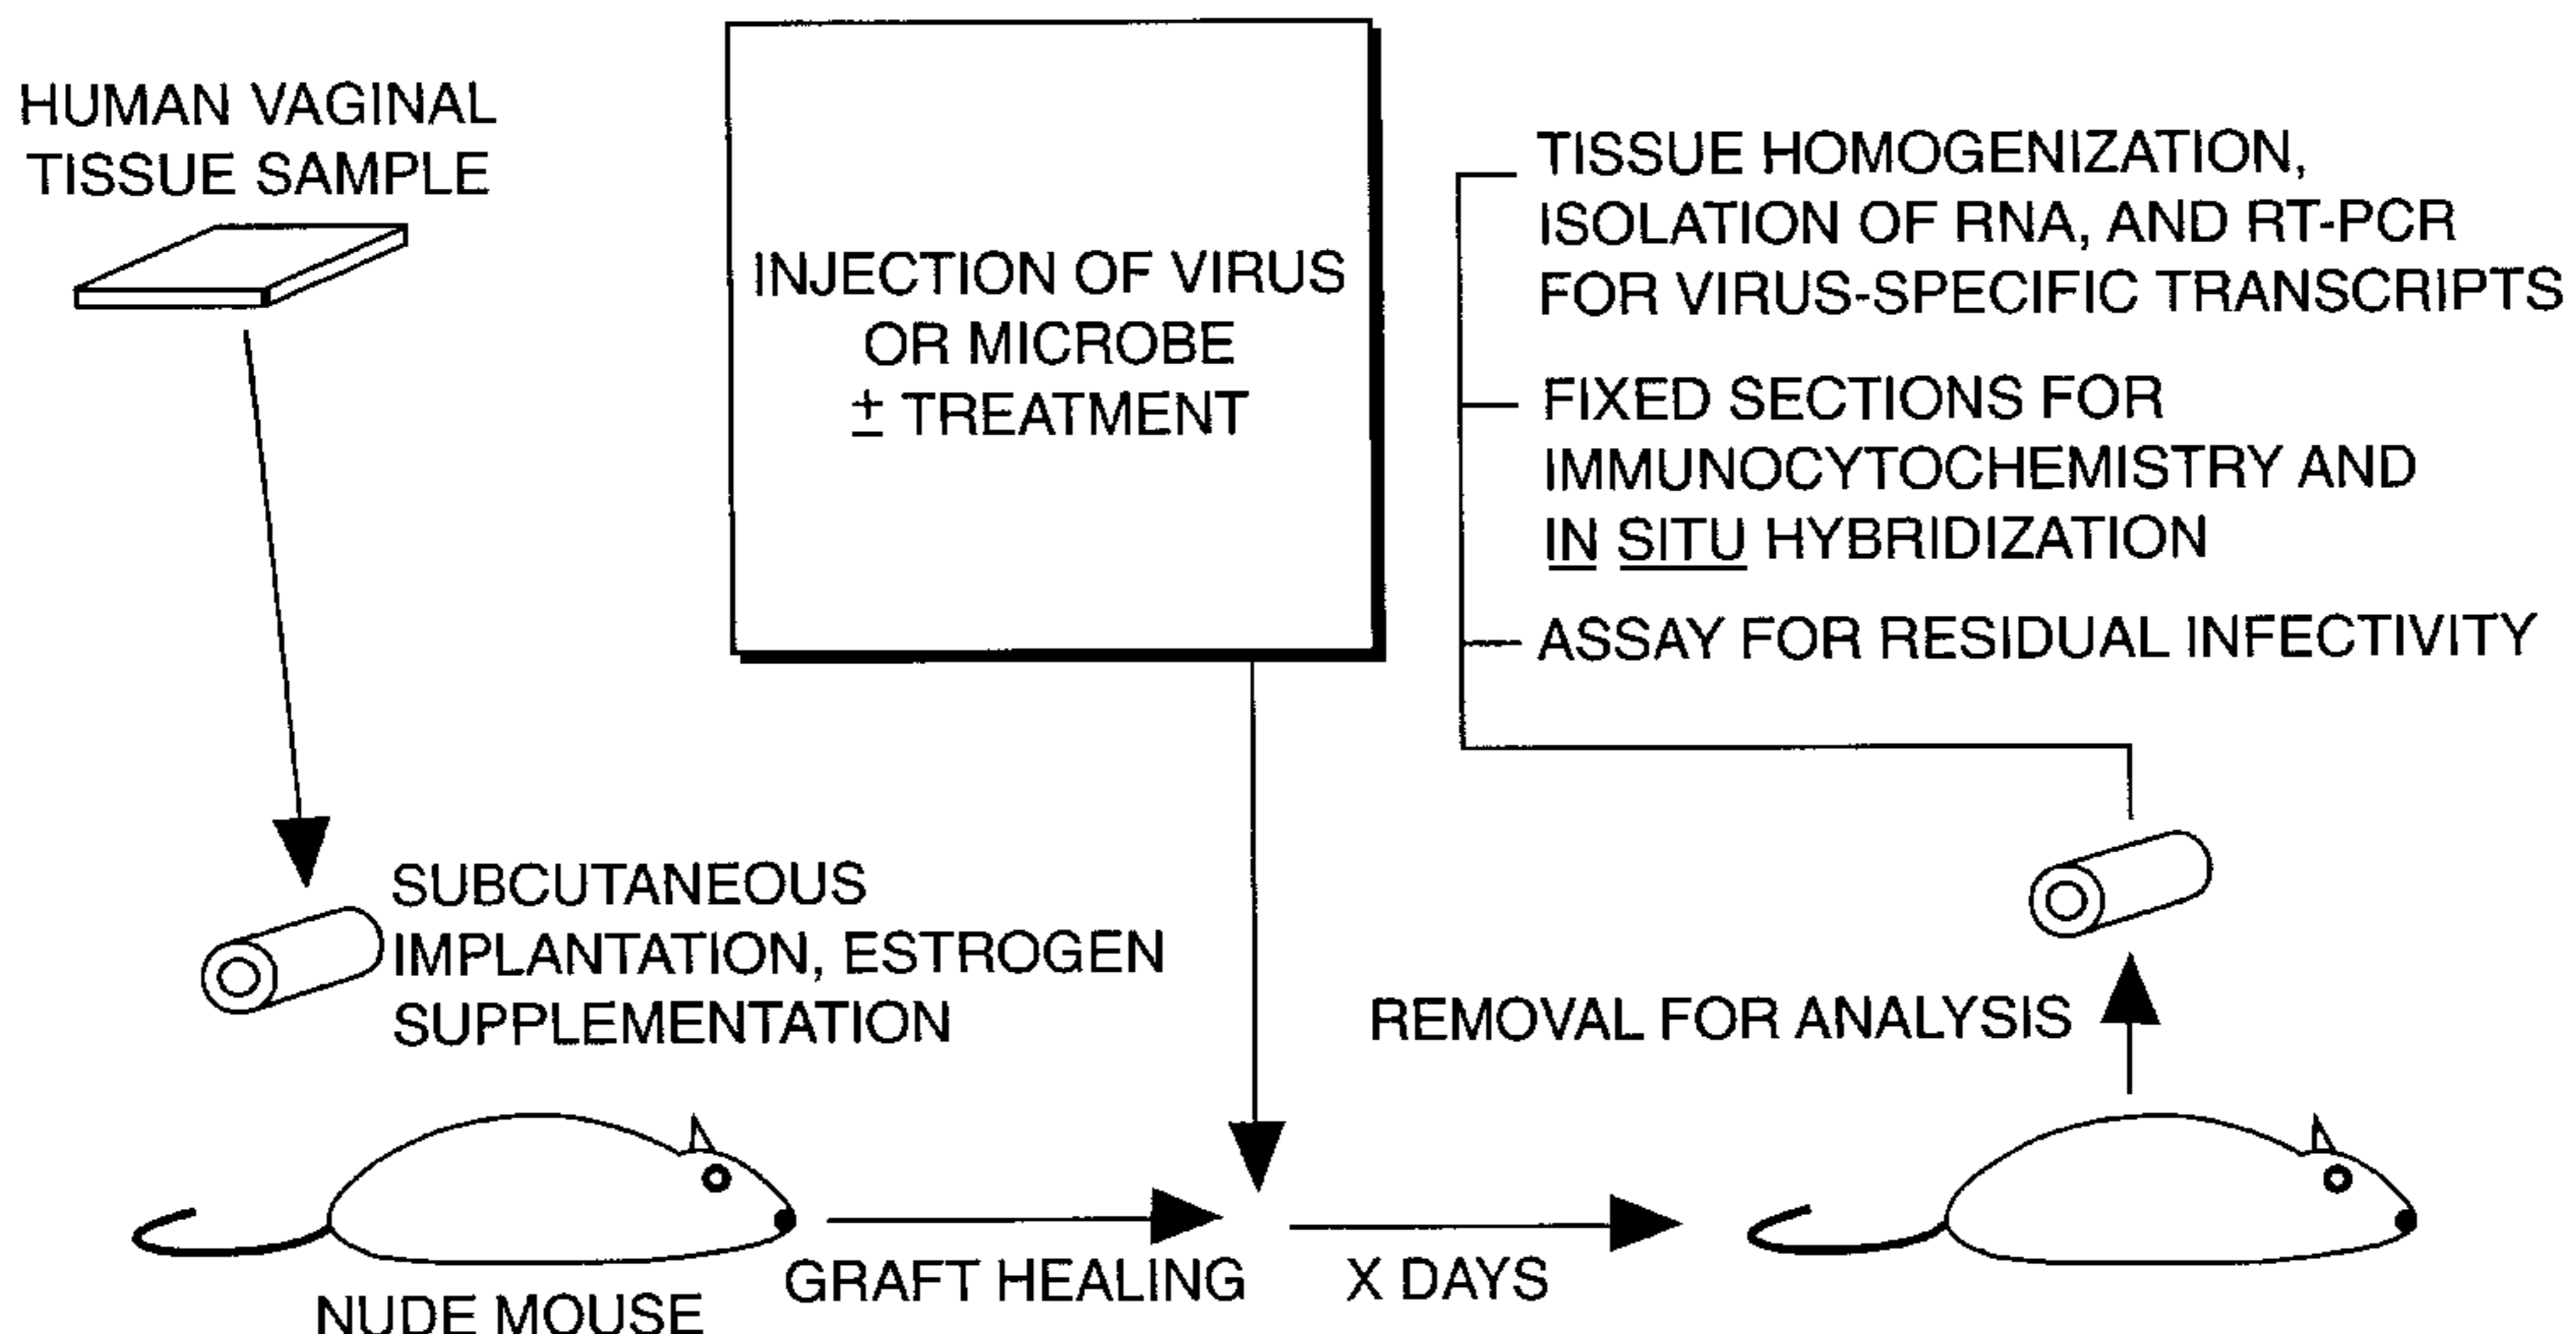 HUMAN VAGINAL
TISSUE SAMPLE
INJECTION OF VIRUS
OR MICROBE
± TREATMENT
TISSUE HOMOGENIZATION,
ISOLATION OF RNA, AND RT-PCR
FOR VIRUS-SPECIFIC TRANSCRIPTS
FIXED SECTIONS FOR
IMMUNOCYTOCHEMISTRY AND
IN SITU HYBRIDIZATION
ASSAY FOR RESIDUAL INFECTIVITY
SUBCUTANEOUS
IMPLANTATION, ESTROGEN
SUPPLEMENTATION
REMOVAL FOR ANALYSIS
GRAFT HEALING
X DAYS
NUDE MOUSE